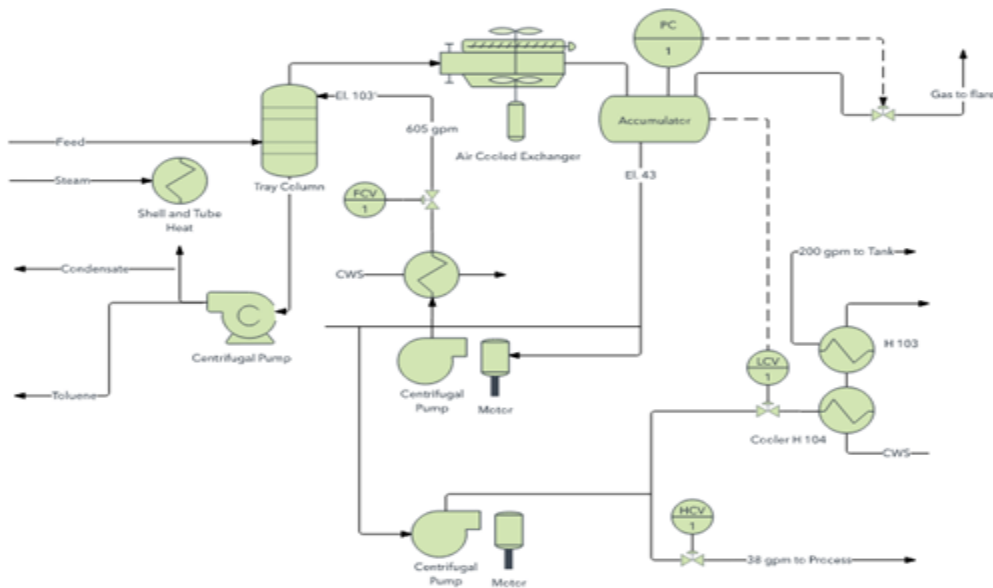 PC
1
Gas to flare
El. 103'
605 gpm
Accumulator
Feed
Air Cooled Exchanger
El. 43
Steam
Tray Column
FCV
1
Shell and Tube
Heat
200 gpm to Tank
Condensate
CWS
C
H 103
Centrifugal Pump
LCV
1
Toluene
Centrifugal
Pump
Motor
Cooler H 104
CWS
HCV
1
38 gpm to Process
Centrifugal
Pump
Motor